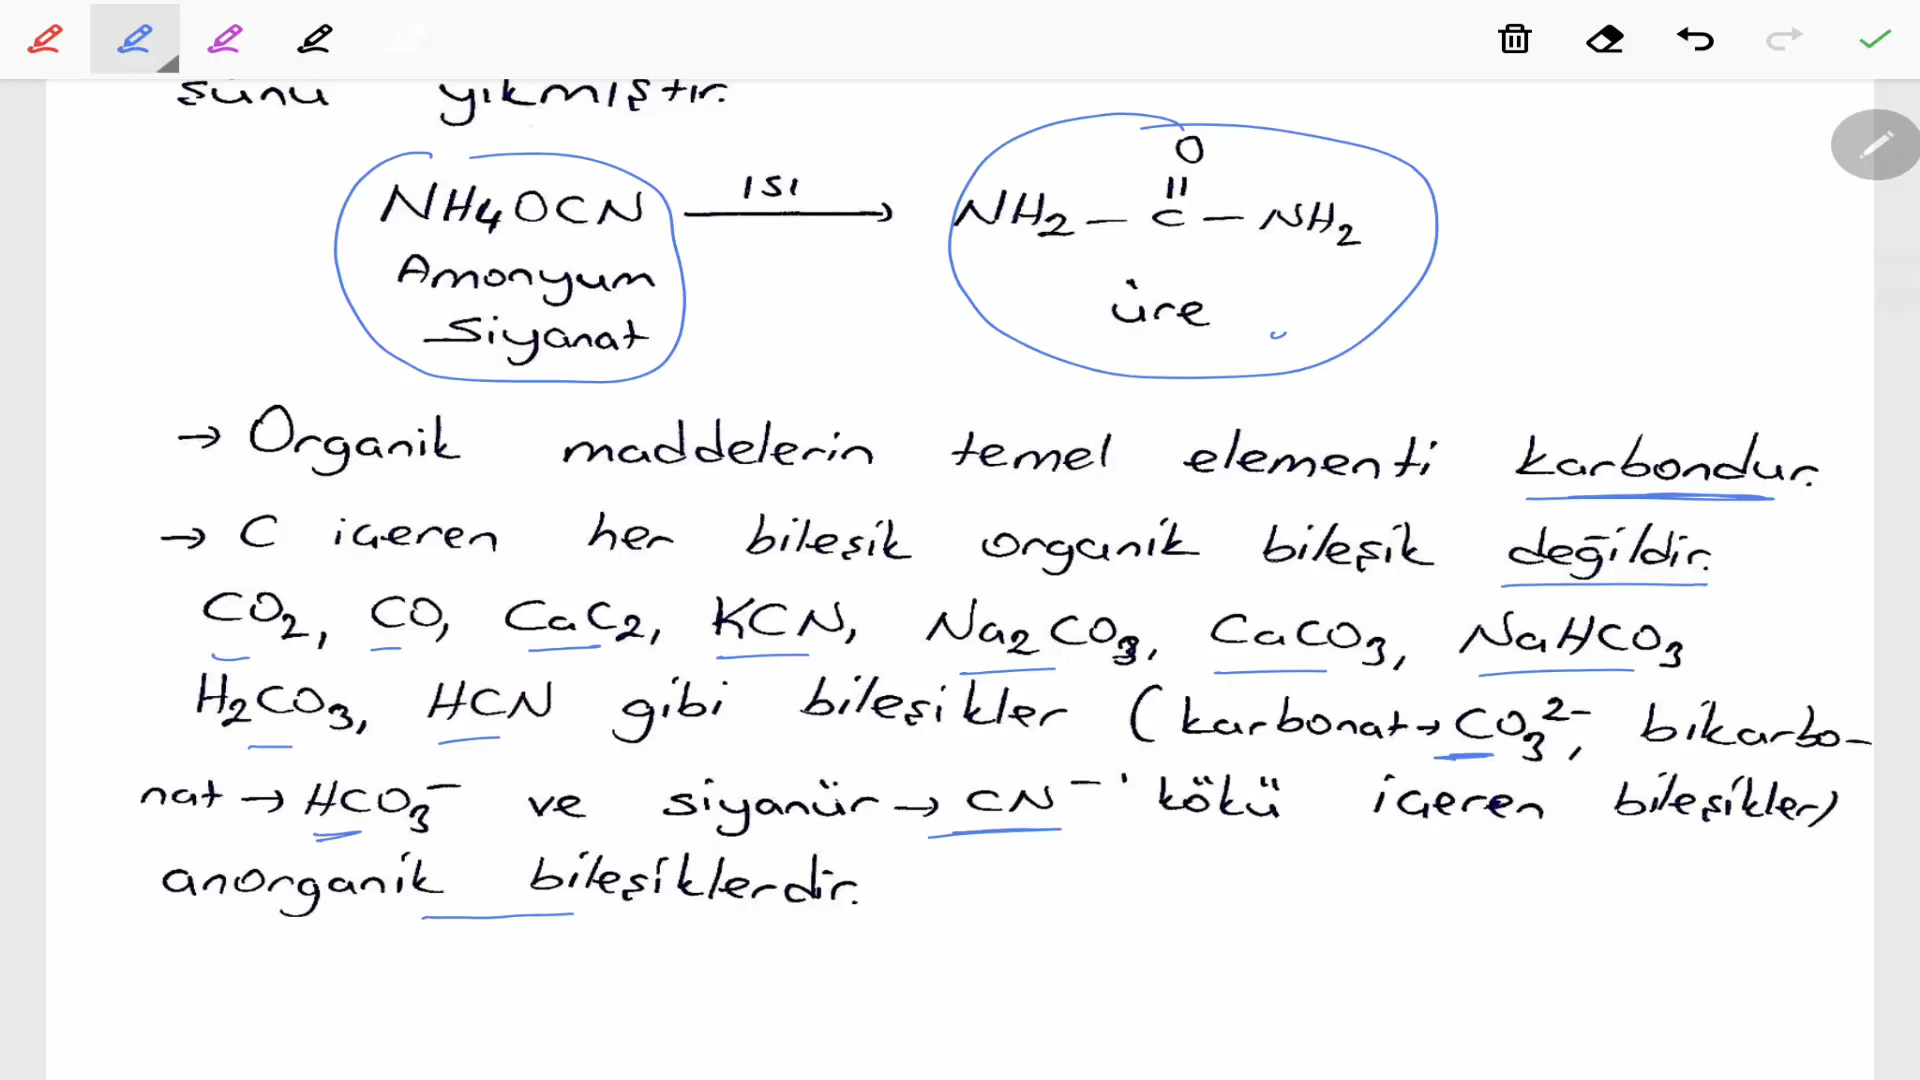 şunu yıkmıştır.
NH4OCN ısı → NH2 – C – NH2
O
||
Amonyum
Siyanat
üre
→ Organik maddelerin temel elementi karbondur.
→ C içeren her bileşik organik bileşik değildir.
CO2, CO, CaC2, KCN, Na2CO3, CaCO3, NaHCO3
H2CO3, HCN gibi bileşikler (karbonat→ CO3^2-, bikarbo-
nat → HCO3^- ve siyanür → CN^- kökü içeren bileşikler)
anorganik bileşiklerdir.